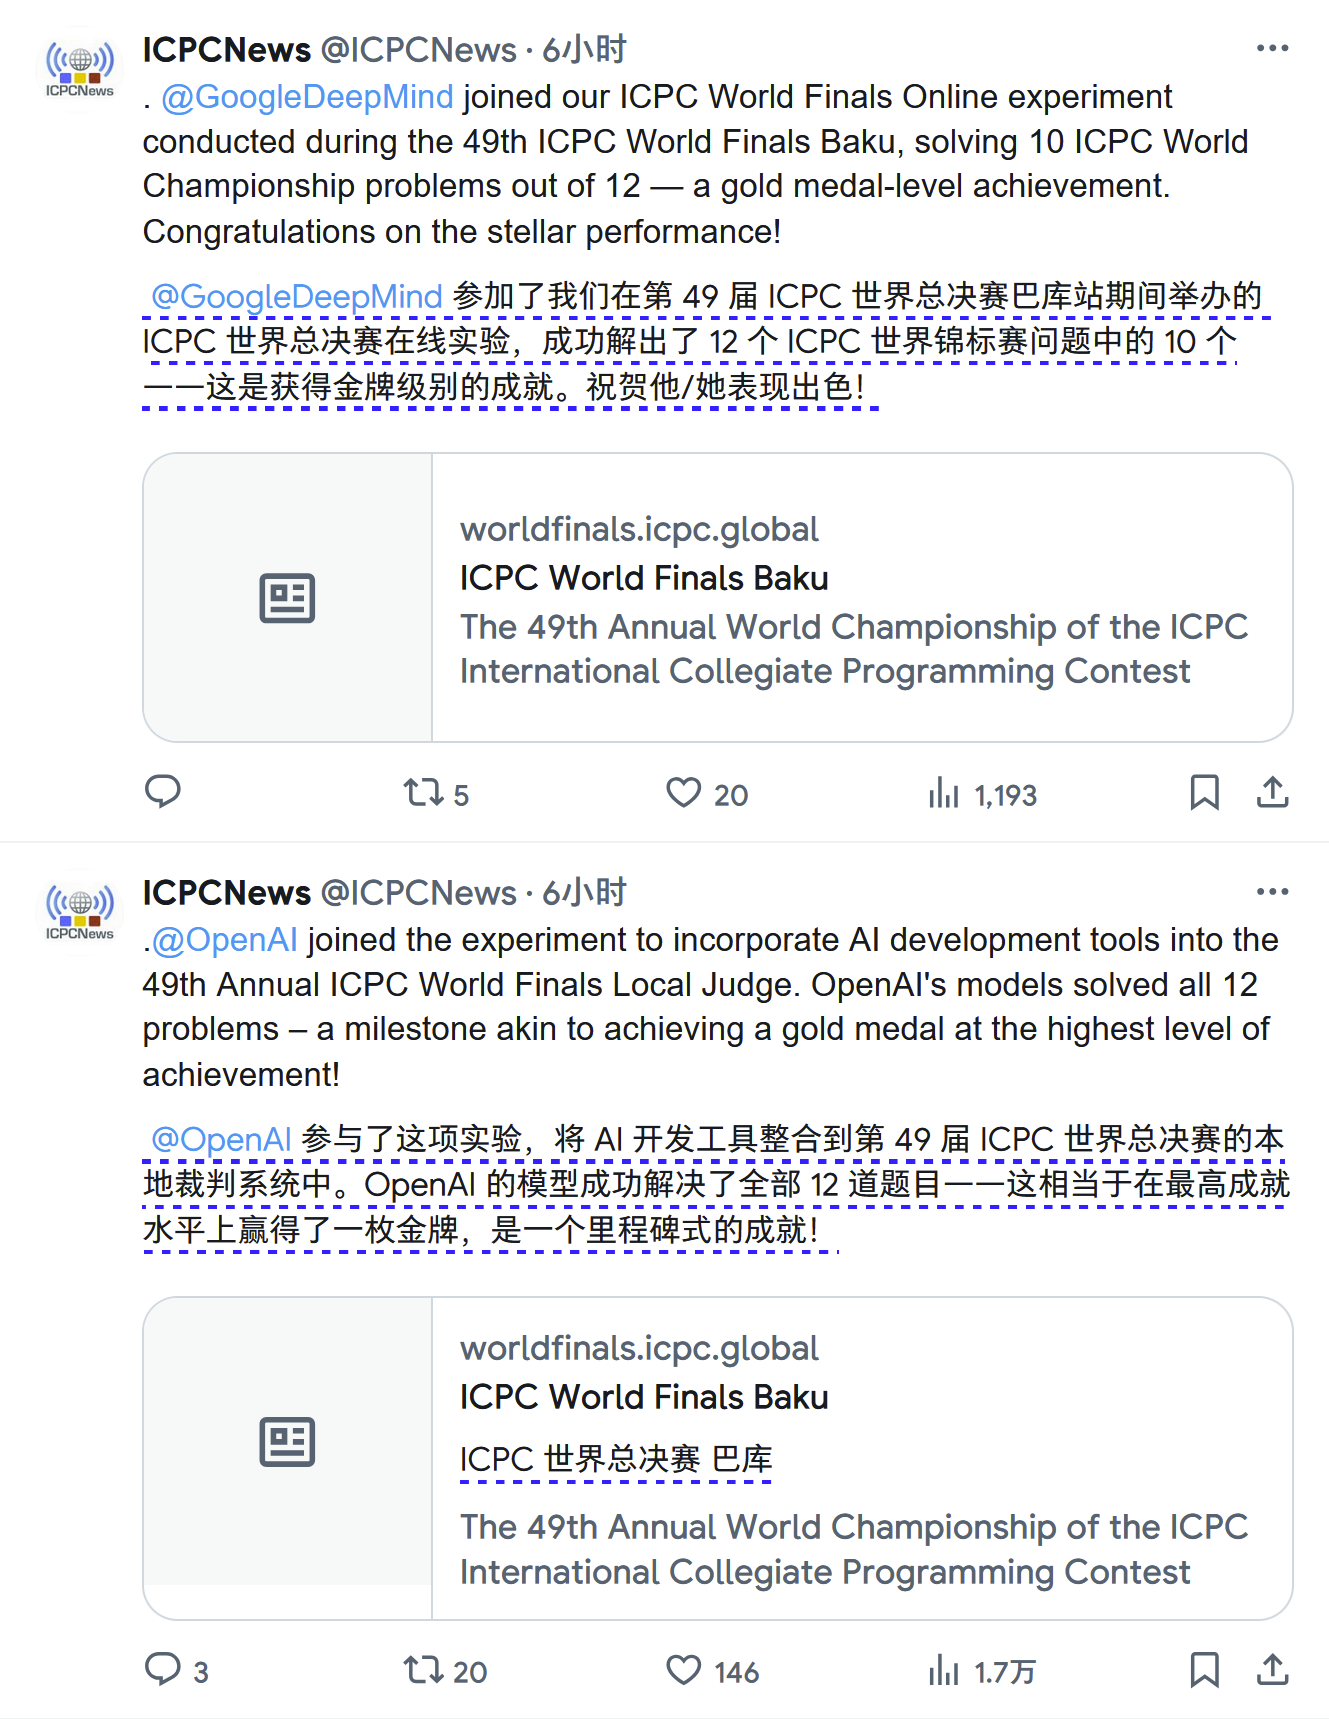 ICPCNews
ICPCNews @ICPCNews · 6小时
. @GoogleDeepMind joined our ICPC World Finals Online experiment
conducted during the 49th ICPC World Finals Baku, solving 10 ICPC World
Championship problems out of 12 — a gold medal-level achievement.
Congratulations on the stellar performance!
@GoogleDeepMind 参加了我们在第 49 届 ICPC 世界总决赛巴库站期间举办的
ICPC 世界总决赛在线实验，成功解出了 12 个 ICPC 世界锦标赛问题中的 10 个
——这是获得金牌级别的成就。祝贺他/她表现出色！
worldfinals.icpc.global
ICPC World Finals Baku
The 49th Annual World Championship of the ICPC
International Collegiate Programming Contest
5 20 1,193
ICPCNews
ICPCNews @ICPCNews · 6小时
.@OpenAI joined the experiment to incorporate AI development tools into the
49th Annual ICPC World Finals Local Judge. OpenAI's models solved all 12
problems – a milestone akin to achieving a gold medal at the highest level of
achievement!
@OpenAI 参与了这项实验，将 AI 开发工具整合到第 49 届 ICPC 世界总决赛的本
地裁判系统中。OpenAI 的模型成功解决了全部 12 道题目——这相当于在最高成就
水平上赢得了一枚金牌，是一个里程碑式的成就！
worldfinals.icpc.global
ICPC World Finals Baku
ICPC 世界总决赛 巴库
The 49th Annual World Championship of the ICPC
International Collegiate Programming Contest
3 20 146 1.7万